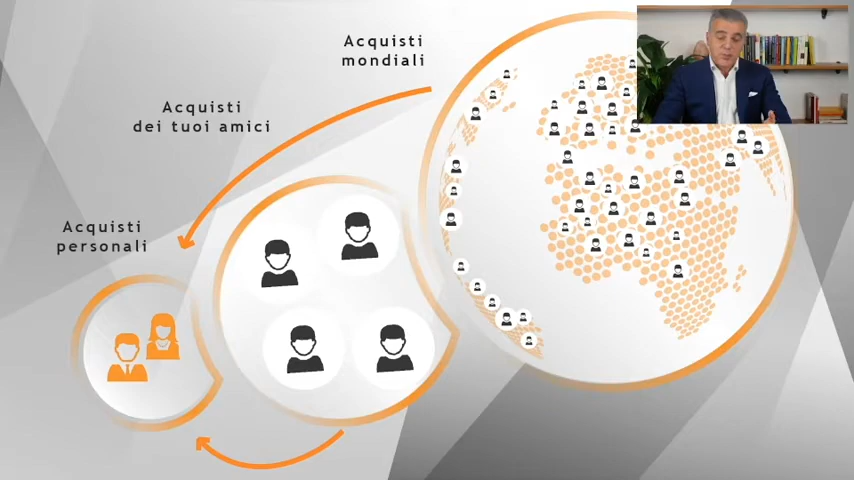 Acquisti
mondiali
Acquisti
dei tuoi amici
Acquisti
personali